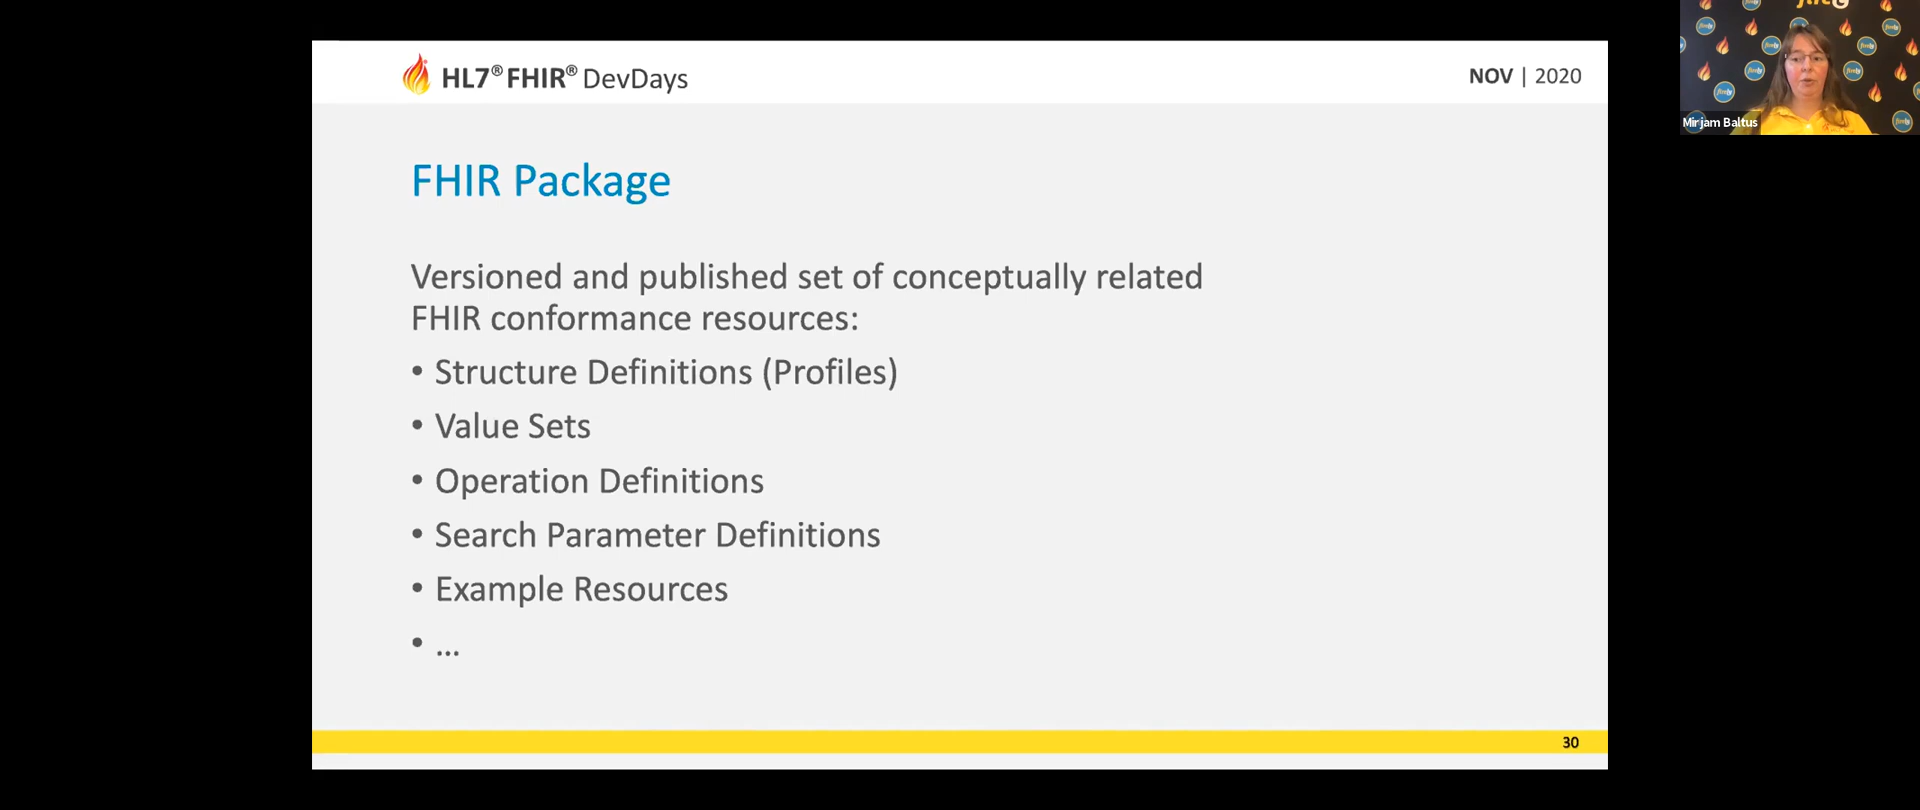 HL7® FHIR® DevDays
NOV | 2020
Mirjam Baltus
FHIR Package
Versioned and published set of conceptually related
FHIR conformance resources:
• Structure Definitions (Profiles)
• Value Sets
• Operation Definitions
• Search Parameter Definitions
• Example Resources
• ...
30